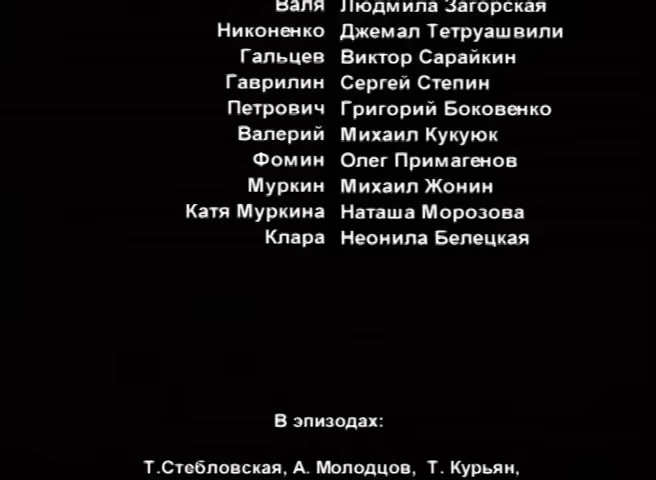 Валя Людмила Загорская
Никоненко Джемал Тетруашвили
Гальцев Виктор Сарайкин
Гаврилин Сергей Степин
Петрович Григорий Боковенко
Валерий Михаил Кукуюк
Фомин Олег Примагенов
Муркин Михаил Жонин
Катя Муркина Наташа Морозова
Клара Неонила Белецкая
В эпизодах:
Т.Стебловская, А. Молодцов, Т. Курьян,